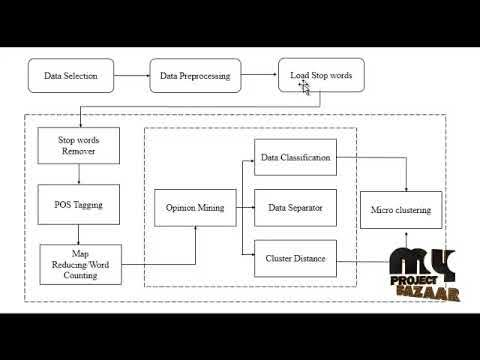 Data Selection
Data Preprocessing
Load Stop words
Stop words
Remover
POS Tagging
Map
Reducing/Word
Counting
Opinion Mining
Data Classification
Data Separator
Cluster Distance
Micro clustering
MY
PROJECT
BAZAAR